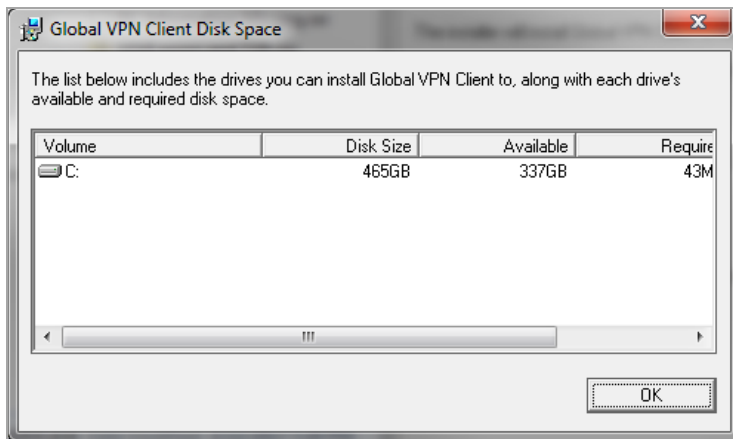 Global VPN Client Disk Space
The list below includes the drives you can install Global VPN Client to, along with each drive's
available and required disk space.
Volume Disk Size Available Require
C: 465GB 337GB 43M
OK